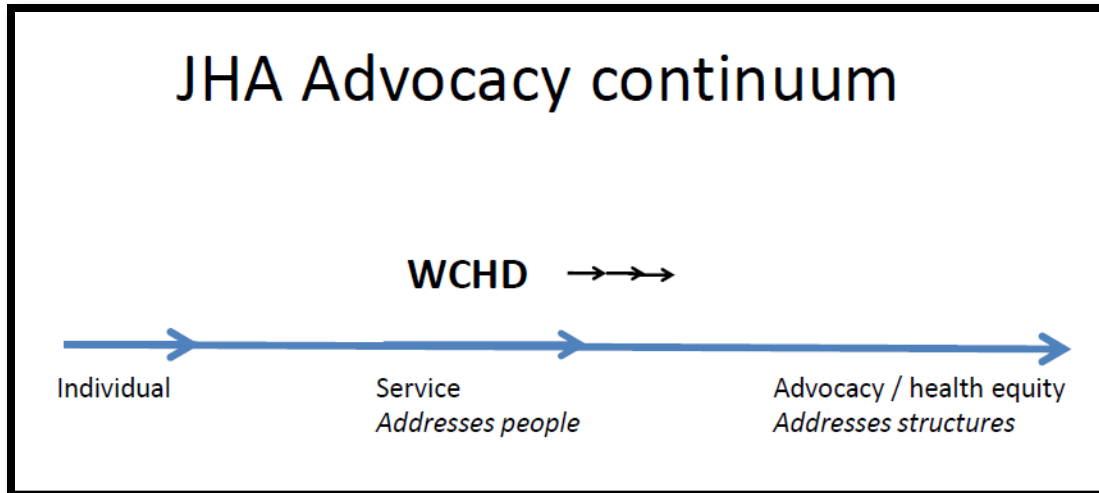 JHA Advocacy continuum
WCHD
Individual
Service
Addresses people
Advocacy / health equity
Addresses structures